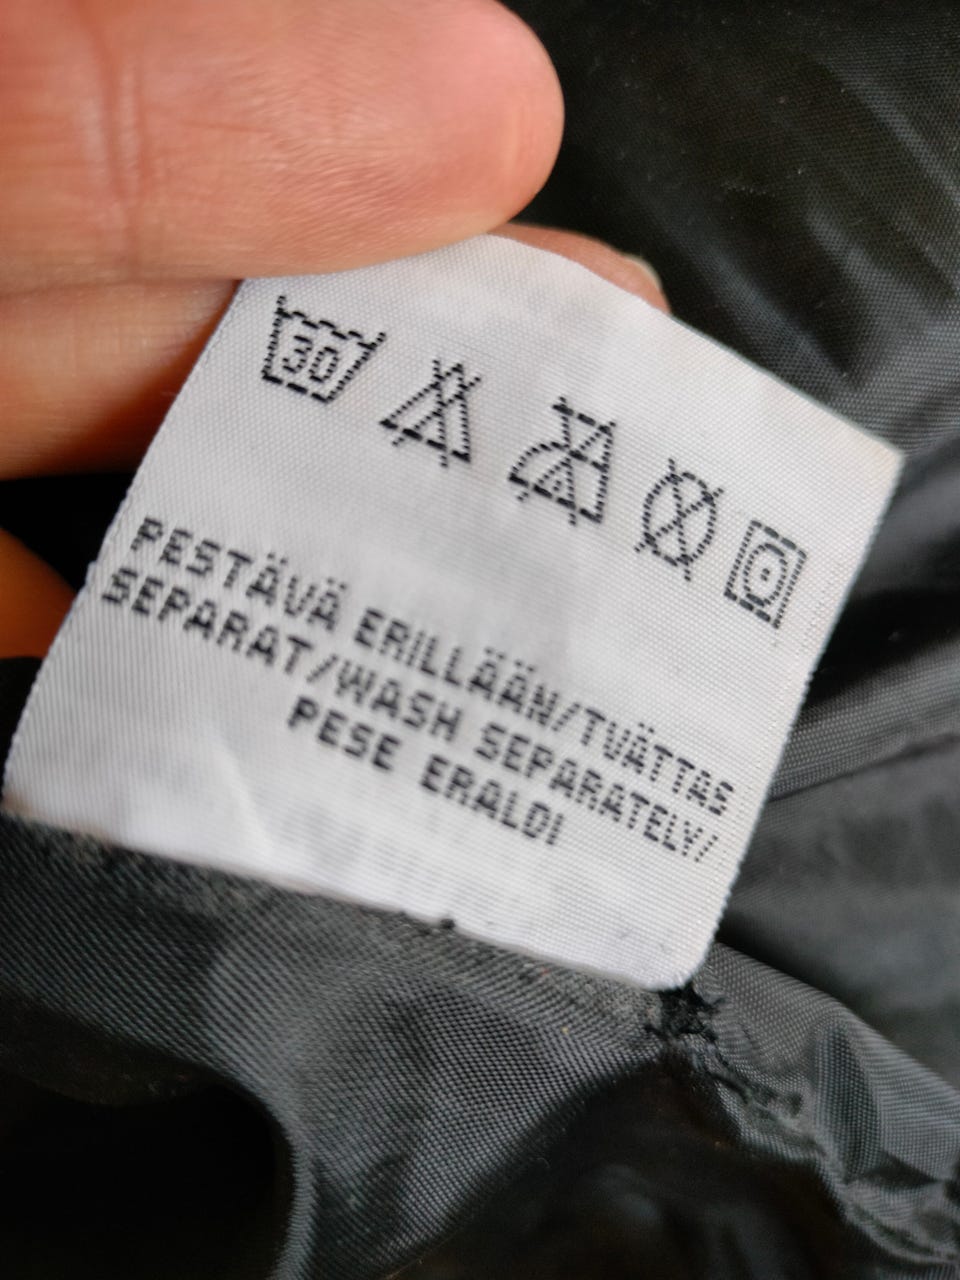 30
PESTÄVÄ ERILLÄÄN/TVÄTTAS
SEPARAT/WASH SEPARATELY/
PESE ERALDI